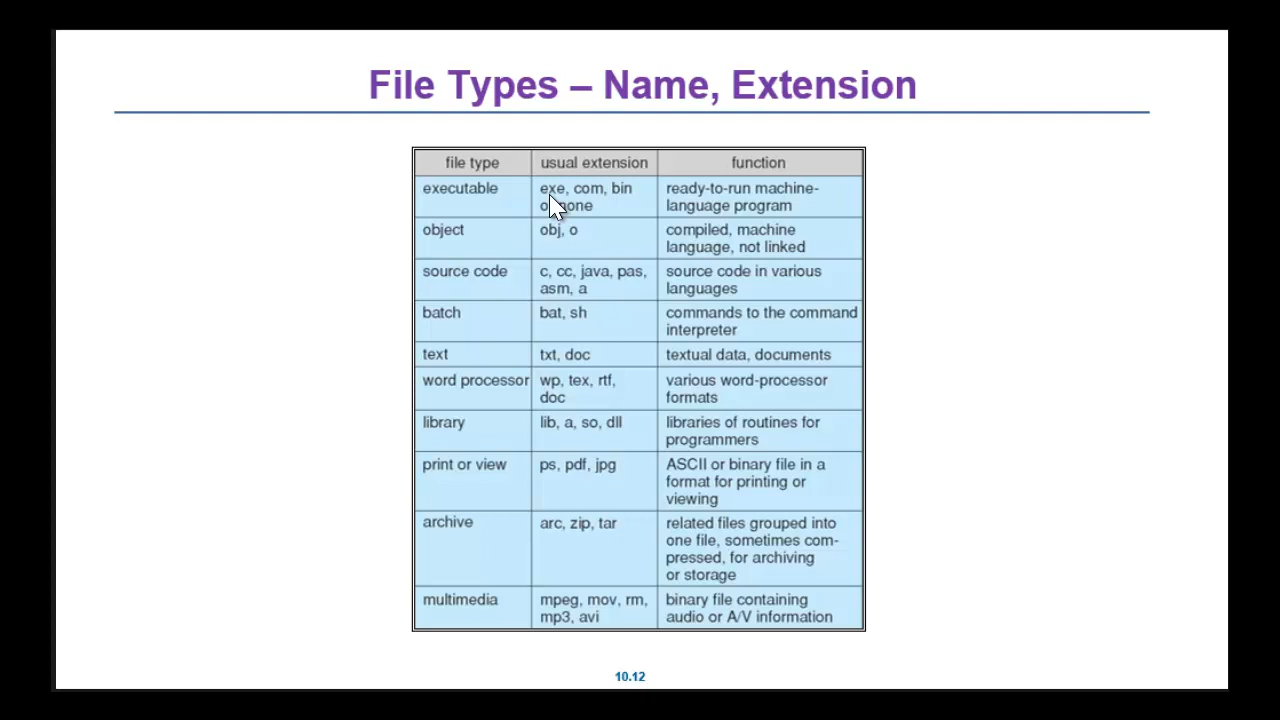 File Types – Name, Extension
file type usual extension function
executable exe, com, bin ready-to-run machine-
none language program
object obj, o compiled, machine
language, not linked
source code c, cc, java, pas, source code in various
asm, a languages
batch bat, sh commands to the command
interpreter
text txt, doc textual data, documents
word processor wp, tex, rtf, various word-processor
doc formats
library lib, a, so, dll libraries of routines for
programmers
print or view ps, pdf, jpg ASCII or binary file in a
format for printing or
viewing
archive arc, zip, tar related files grouped into
one file, sometimes com-
pressed, for archiving
or storage
multimedia mpeg, mov, rm, binary file containing
mp3, avi audio or A/V information
10.12